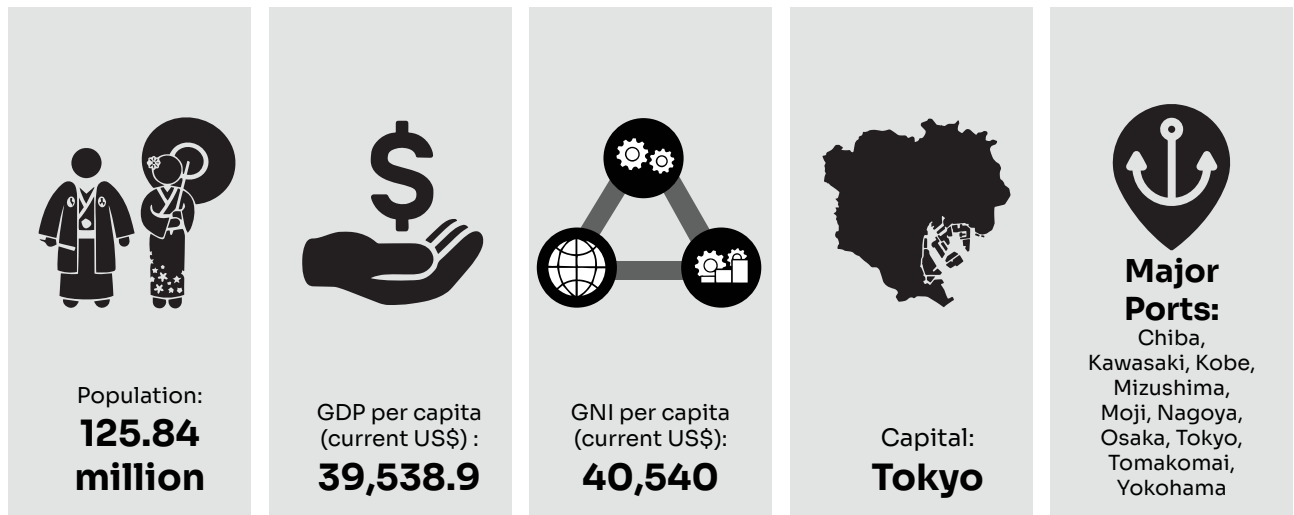 Population:
125.84
million
GDP per capita
(current US$) :
39,538.9
GNI per capita
(current US$):
40,540
Capital:
Tokyo
Major
Ports:
Chiba,
Kawasaki, Kobe,
Mizushima,
Moji, Nagoya,
Osaka, Tokyo,
Tomakomai,
Yokohama